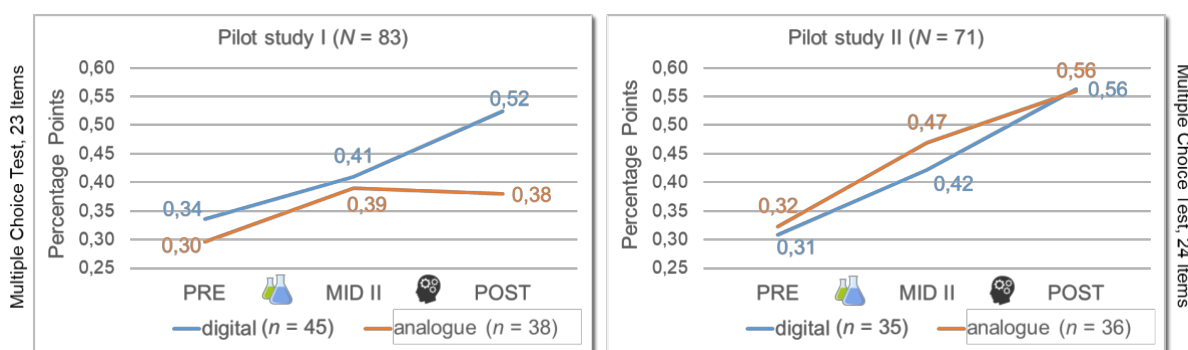 Pilot study I (N = 83)
Multiple Choice Test, 23 Items
Percentage Points
0,60
0,55
0,50
0,45
0,40
0,35
0,30
0,25
0,34
0,41
0,52
0,30
0,39
0,38
PRE MID II POST
digital (n = 45) analogue (n = 38)
Pilot study II (N = 71)
Percentage Points
0,60
0,55
0,50
0,45
0,40
0,35
0,30
0,25
0,32
0,47
0,56
0,31
0,42
0,56
PRE MID II POST
digital (n = 35) analogue (n = 36)
Multiple Choice Test, 24 Items